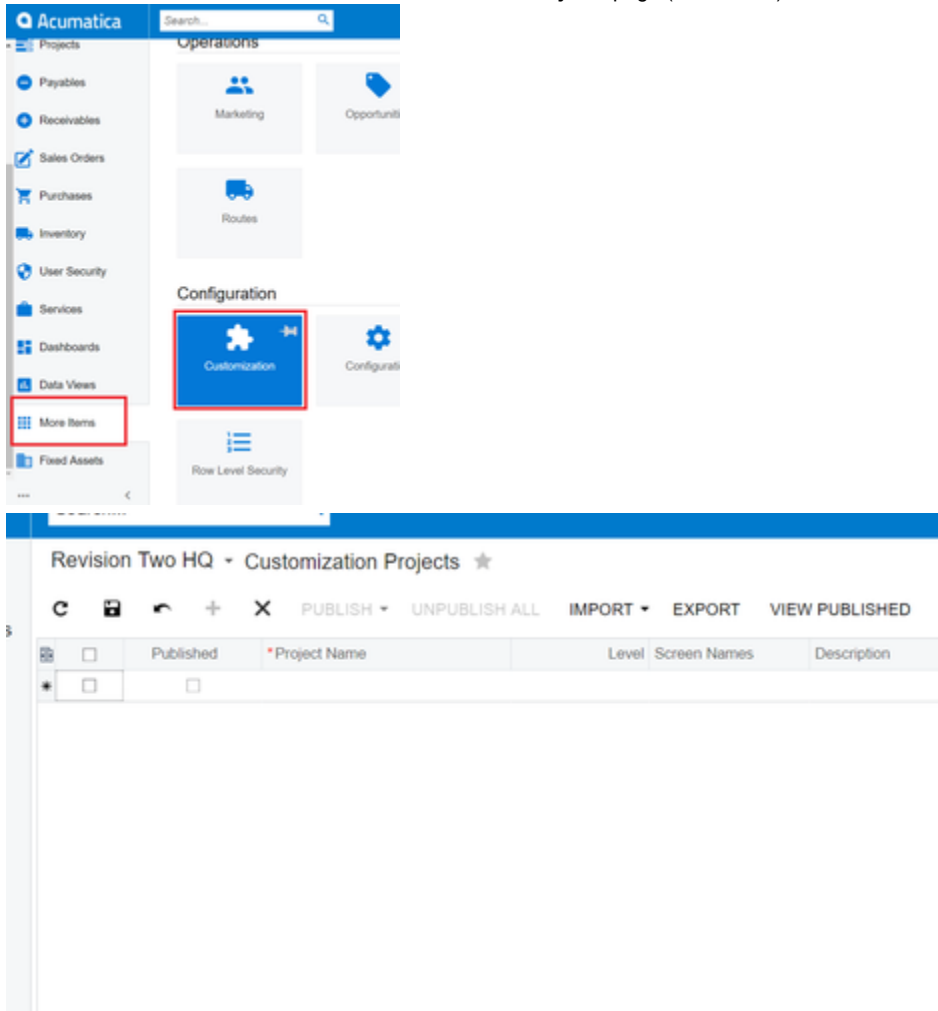 Acumatica
Search...
Projects
Operations
Payables
Marketing
Opportuniti
Receivables
Sales Orders
Purchases
Routes
Inventory
User Security
Configuration
Services
Dashboards
Customization
Configurati
Data Views
More Items
Fixed Assets
Row Level Security
Revision Two HQ Customization Projects
PUBLISH UNPUBLISH ALL IMPORT EXPORT VIEW PUBLISHED
Published *Project Name Level Screen Names Description